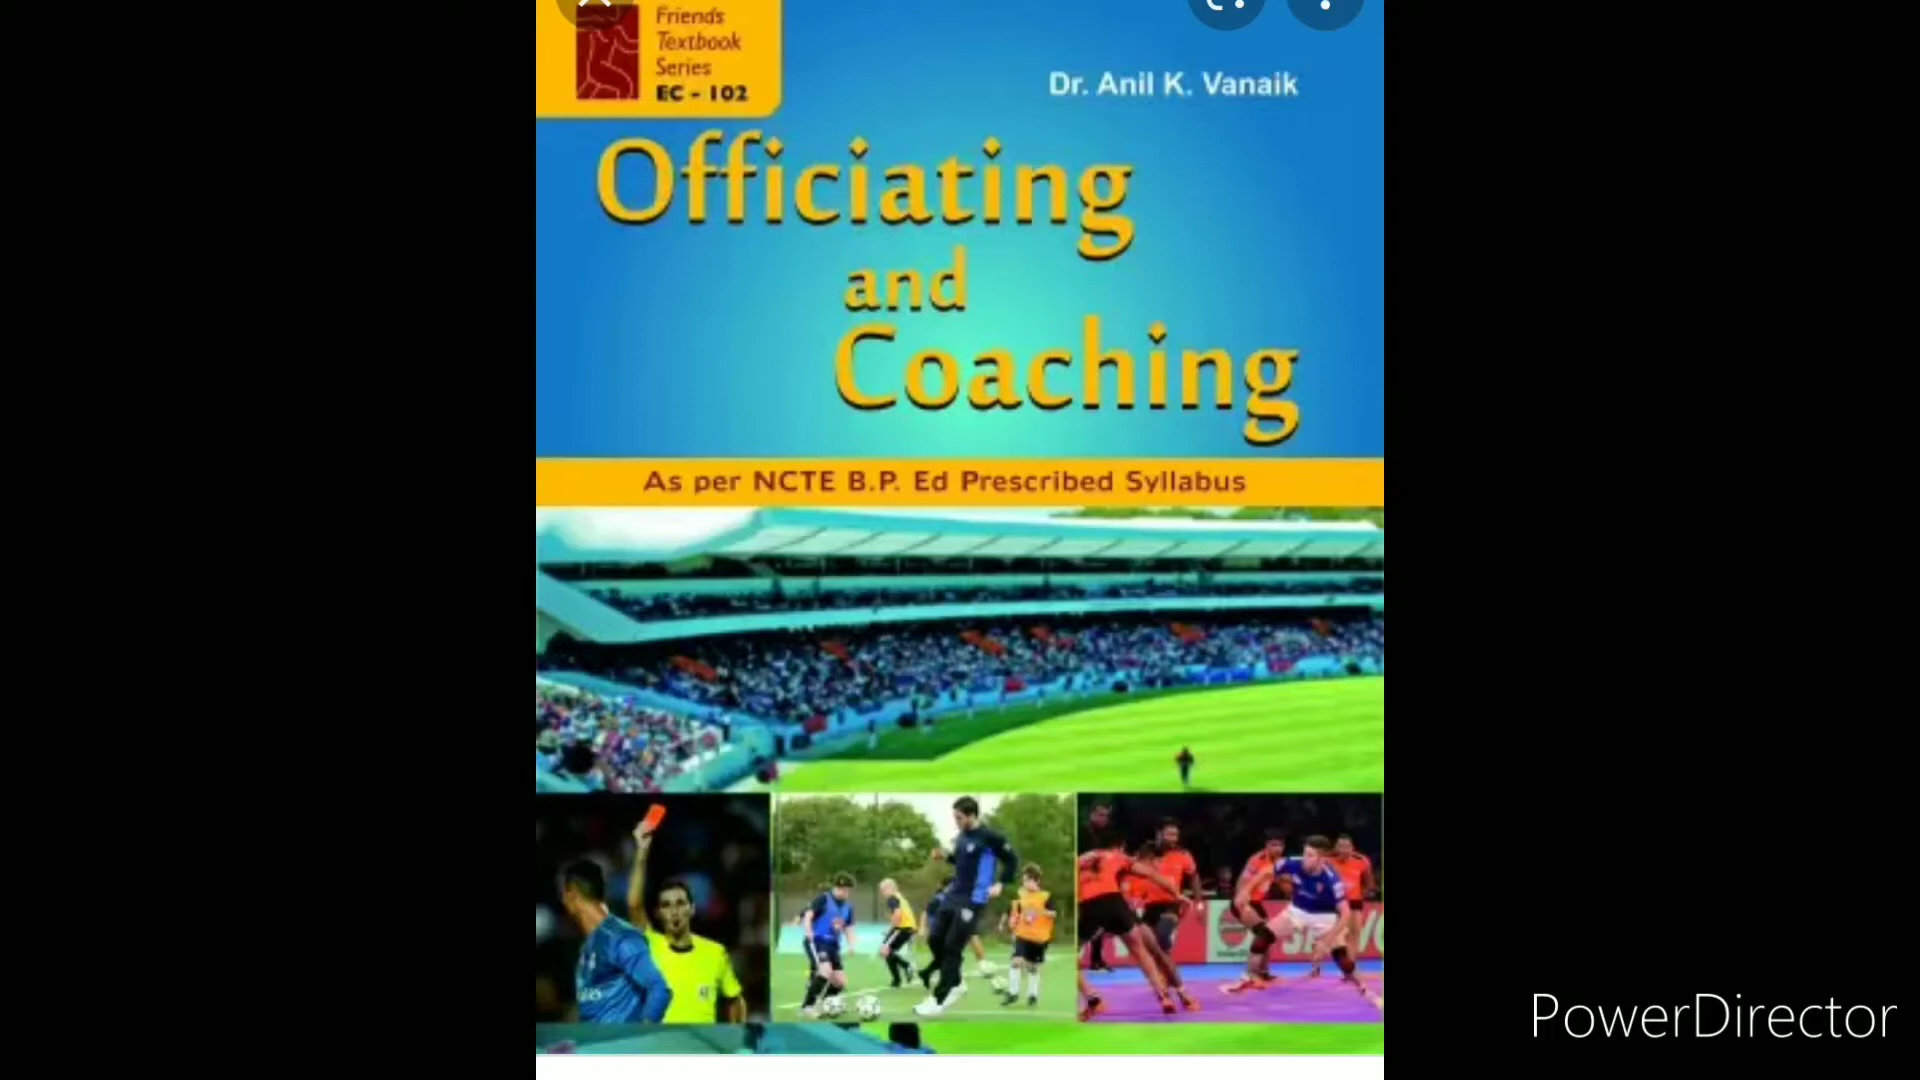 Friends
Textbook
Series
EC - 102
Dr. Anil K. Vanaik
Officiating
and
Coaching
As per NCTE B.P. Ed Prescribed Syllabus
PowerDirector